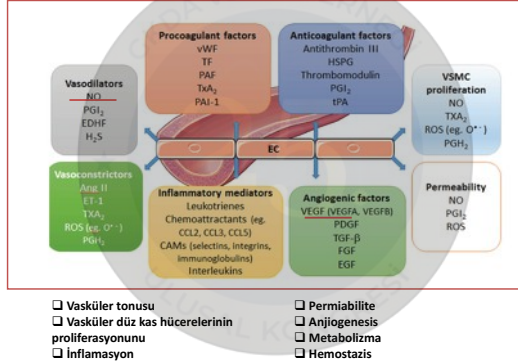 Procoagulant factors
vWF
TF
PAF
TxA₂
PAI-1
Anticoagulant factors
Antithrombin III
HSPG
Thrombomodulin
PGI₂
tPA
Vasodilators
NO
PGI₂
EDHF
H₂S
VSMC
proliferation
NO
TXA₂
ROS (eg. O•⁻)
PGH₂
EC
Vasoconstrictors
Ang II
ET-1
TXA₂
ROS (eg. O•⁻)
PGH₂
Inflammatory mediators
Leukotrienes
Chemoattractants (eg.
CCL2, CCL3, CCL5)
CAMs (selectins, integrins,
immunoglobulins)
Interleukins
Angiogenic factors
VEGF (VEGFA, VEGFB)
PDGF
TGF-β
FGF
EGF
Permeability
NO
PGI₂
ROS
❑ Vasküler tonusu
❑ Vasküler düz kas hücerelerinin
proliferasyonunu
❑ İnflamasyon
❑ Permiabilite
❑ Anjiogenesis
❑ Metabolizma
❑ Hemostazis
ULUSAL KONGRESİ